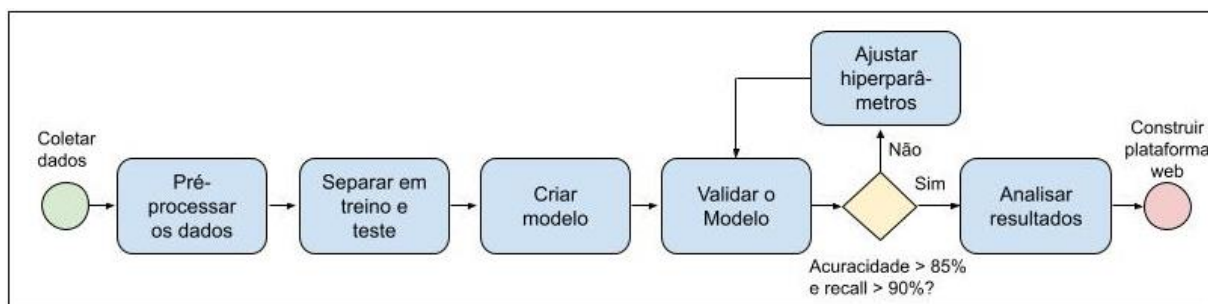 Coletar
dados
Pré-
processar
os dados
Separar em
treino e
teste
Criar
modelo
Validar o
Modelo
Ajustar
hiperparâ-
metros
Não
Sim
Acuracidade > 85%
e recall > 90%?
Analisar
resultados
Construir
plataforma
web